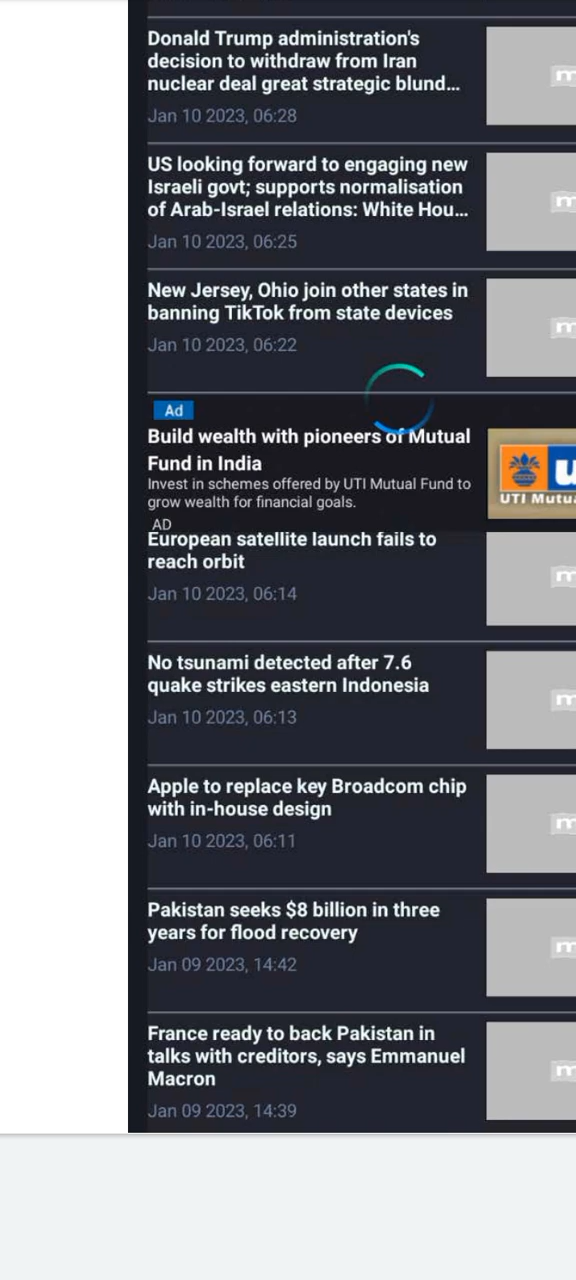 Donald Trump administration's
decision to withdraw from Iran
nuclear deal great strategic blund...
Jan 10 2023, 06:28
US looking forward to engaging new
Israeli govt; supports normalisation
of Arab-Israel relations: White Hou...
Jan 10 2023, 06:25
New Jersey, Ohio join other states in
banning TikTok from state devices
Jan 10 2023, 06:22
Ad
Build wealth with pioneers of Mutual
Fund in India
Invest in schemes offered by UTI Mutual Fund to
grow wealth for financial goals.
UTI Mutu
AD
European satellite launch fails to
reach orbit
Jan 10 2023, 06:14
No tsunami detected after 7.6
quake strikes eastern Indonesia
Jan 10 2023, 06:13
Apple to replace key Broadcom chip
with in-house design
Jan 10 2023, 06:11
Pakistan seeks $8 billion in three
years for flood recovery
Jan 09 2023, 14:42
France ready to back Pakistan in
talks with creditors, says Emmanuel
Macron
Jan 09 2023, 14:39